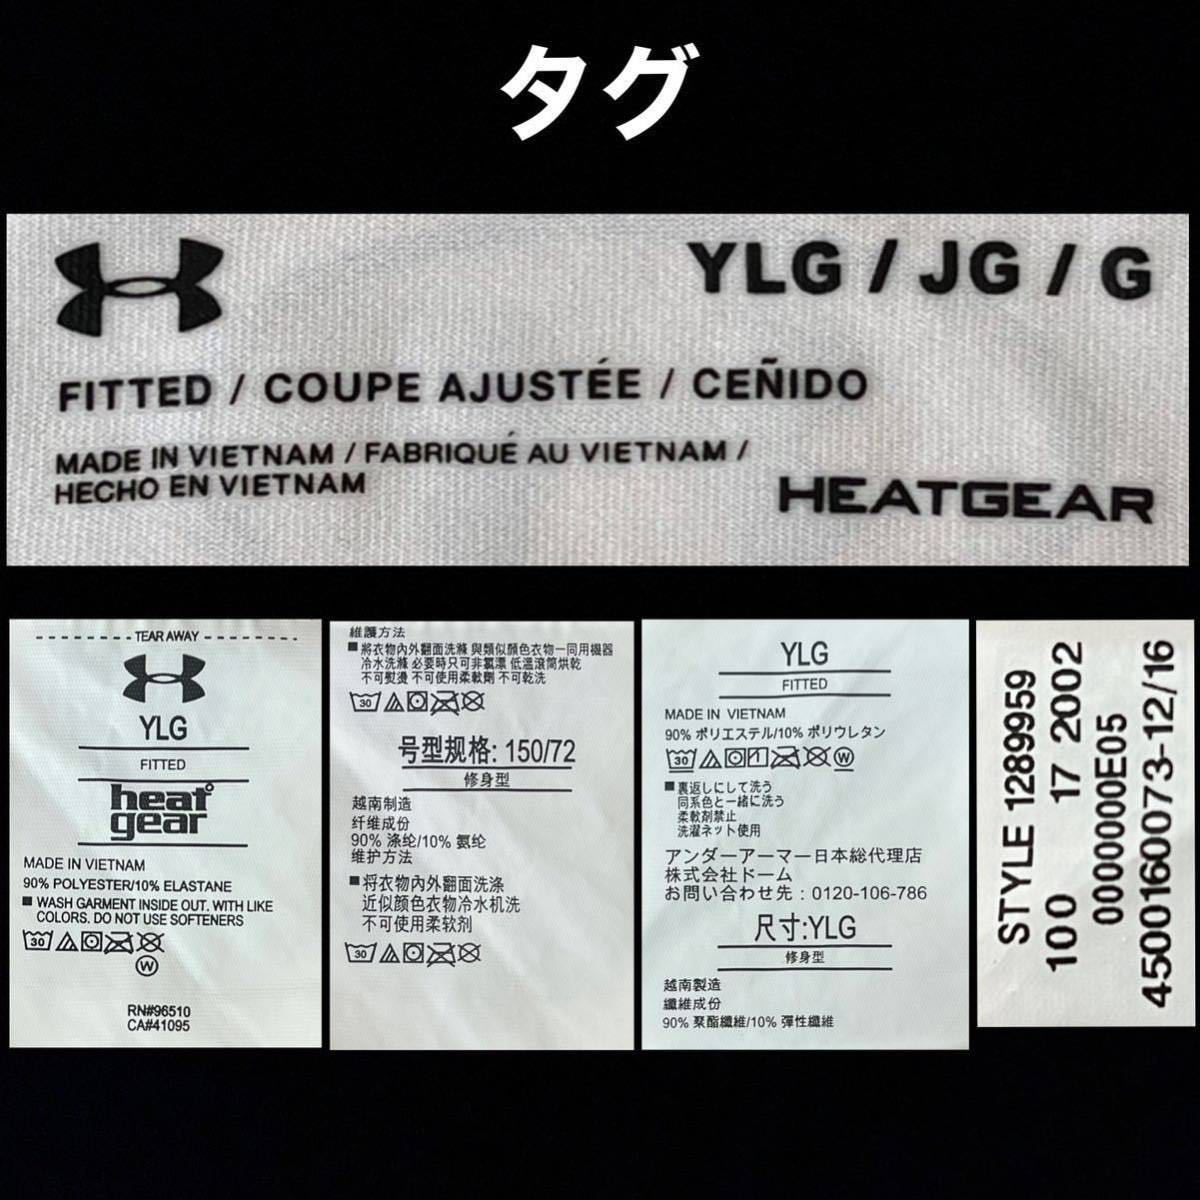 タグ
YLG / JG / G
FITTED / COUPE AJUSTÉE / CEÑIDO
MADE IN VIETNAM / FABRIQUÉ AU VIETNAM /
HECHO EN VIETNAM
HEATGEAR
TEAR AWAY
YLG
FITTED
heat
gear
MADE IN VIETNAM
90% POLYESTER/10% ELASTANE
■ WASH GARMENT INSIDE OUT. WITH LIKE
COLORS. DO NOT USE SOFTENERS
30
W
RN#96510
CA#41095
維護方法
■將衣物內外翻面洗滌 與類似顏色衣物一同用機器
冷水洗滌 必要時只可非氯漂 低溫滾筒烘乾
不可熨燙 不可使用柔軟劑 不可乾洗
30
号型规格: 150/72
修身型
越南制造
纤维成份
90% 涤纶/10% 氨纶
维护方法
■将衣物内外翻面洗涤
近似颜色衣物冷水机洗
不可使用柔软剂
30
YLG
FITTED
MADE IN VIETNAM
90% ポリエステル/10% ポリウレタン
30
W
■裏返しにして洗う
同系色と一緒に洗う
柔軟剤禁止
洗濯ネット使用
アンダーアーマー日本総代理店
株式会社ドーム
お問い合わせ先：0120-106-786
尺寸:YLG
修身型
越南製造
纖維成份
90% 聚酯纖維/10% 彈性纖維
STYLE 1289959
100 17 2002
0000000E05
4500160073-12/16